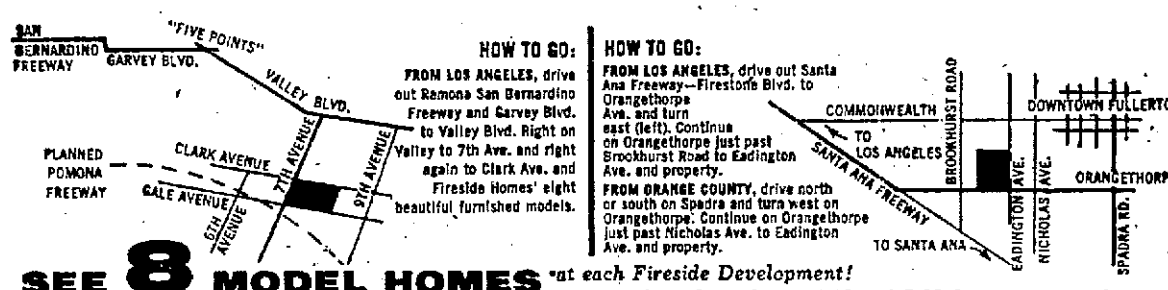 SAN
BERNARDINO
FREEWAY
GARVEY BLVD.
"FIVE POINTS"
VALLEY BLVD.
PLANNED
POMONA
FREEWAY
CLARK AVENUE
GALE AVENUE
6TH AVENUE
7TH AVENUE
9TH AVENUE
HOW TO GO:
FROM LOS ANGELES, drive
out Ramona San Bernardino
Freeway and Garvey Blvd.
to Valley Blvd. Right on
Valley to 7th Ave. and right
again to Clark Ave. and
Fireside Homes' eight
beautiful furnished models.
HOW TO GO:
FROM LOS ANGELES, drive out Santa
Ana Freeway—Firestone Blvd. to
Orangethorpe
Ave. and turn
east (left). Continue
on Orangethorpe just past
Brookhurst Road to Eadington
Ave. and property.
FROM ORANGE COUNTY, drive north
or south on Spadra and turn west on
Orangethorpe. Continue on Orangethorpe
just past Nicholas Ave. to Eadington
Ave. and property.
COMMONWEALTH
TO
LOS ANGELES
SANTA ANA FREEWAY
BROOKHURST ROAD
DOWNTOWN FULLERTO
ORANGETHORP
EADINGTON AVE.
NICHOLAS AVE.
SPADRA RD.
TO SANTA ANA
SEE 8 MODEL HOMES at each Fireside Development!